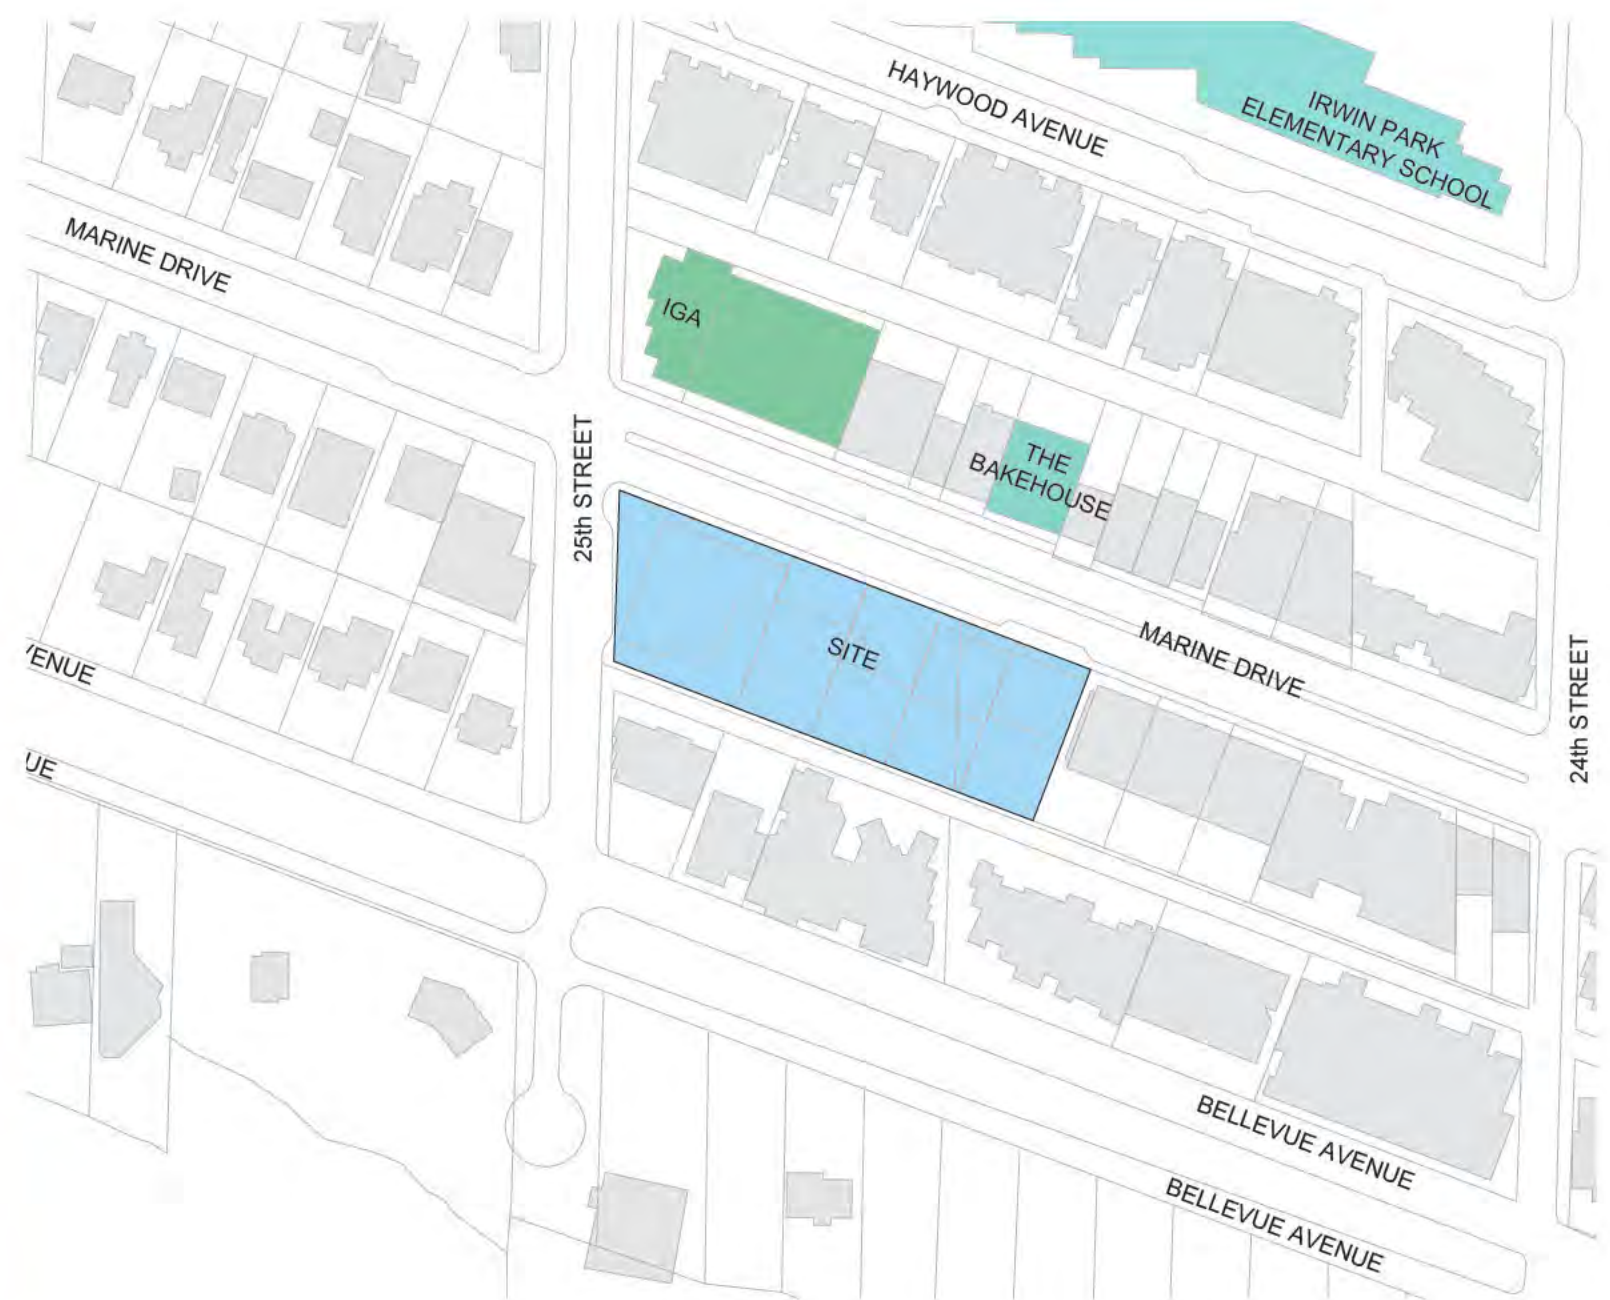 HAYWOOD AVENUE
IRWIN PARK
ELEMENTARY SCHOOL
MARINE DRIVE
IGA
25th STREET
THE
BAKEHOUSE
SITE
MARINE DRIVE
24th STREET
VENUE
UE
BELLEVUE AVENUE
BELLEVUE AVENUE